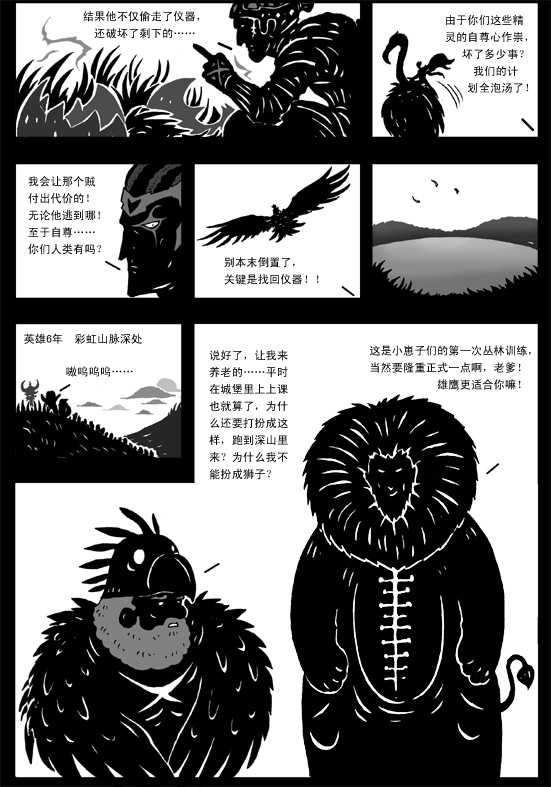 结果他不仅偷走了仪器，
还破坏了剩下的……
由于你们这些精
灵的自尊心作祟，
坏了多少事？
我们的计
划全泡汤了！
我会让那个贼
付出代价的！
无论他逃到哪！
至于自尊……
你们人类有吗？
别本末倒置了，
关键是找回仪器！！
英雄6年 彩虹山脉深处
嗷呜呜呜……
说好了，让我来
养老的……平时
在城堡里上上课
也就算了，为什
么还要打扮成这
样，跑到深山里
来？为什么我不
能扮成狮子？
这是小崽子们的第一次丛林训练，
当然要隆重正式一点啊，老爹！
雄鹰更适合你嘛！